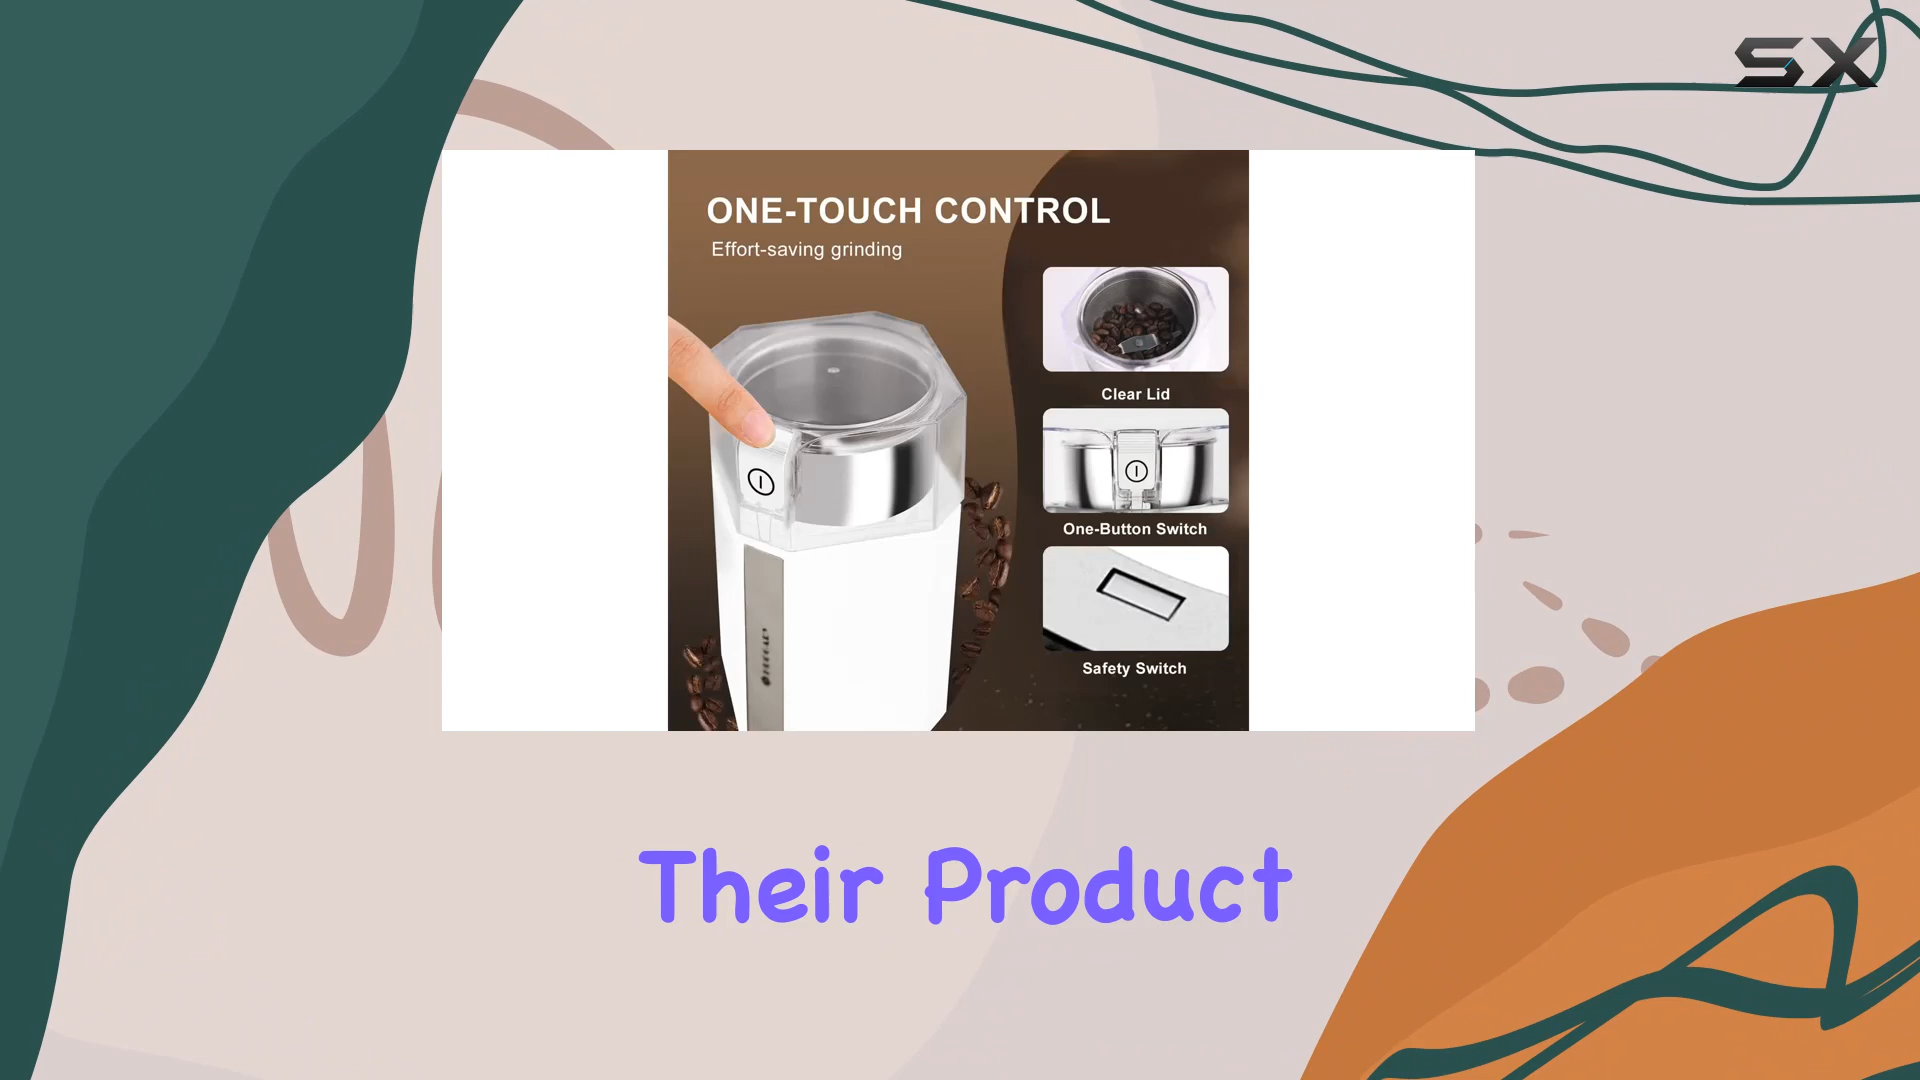 SX
ONE-TOUCH CONTROL
Effort-saving grinding
Clear Lid
One-Button Switch
Safety Switch
Their Product